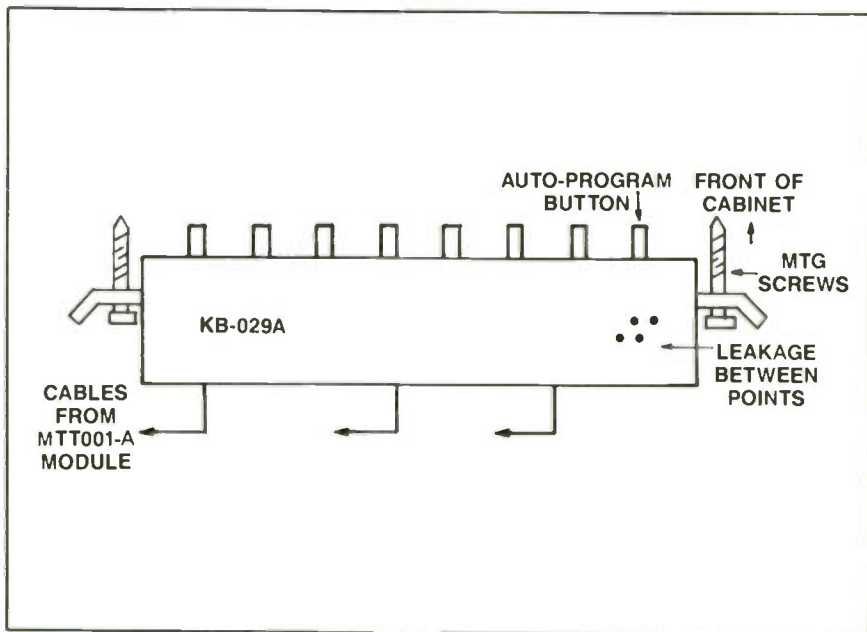 AUTO-PROGRAM
BUTTON
FRONT OF
CABINET
MTG
SCREWS
KB-029A
LEAKAGE
BETWEEN
POINTS
CABLES
FROM
MTT001-A
MODULE